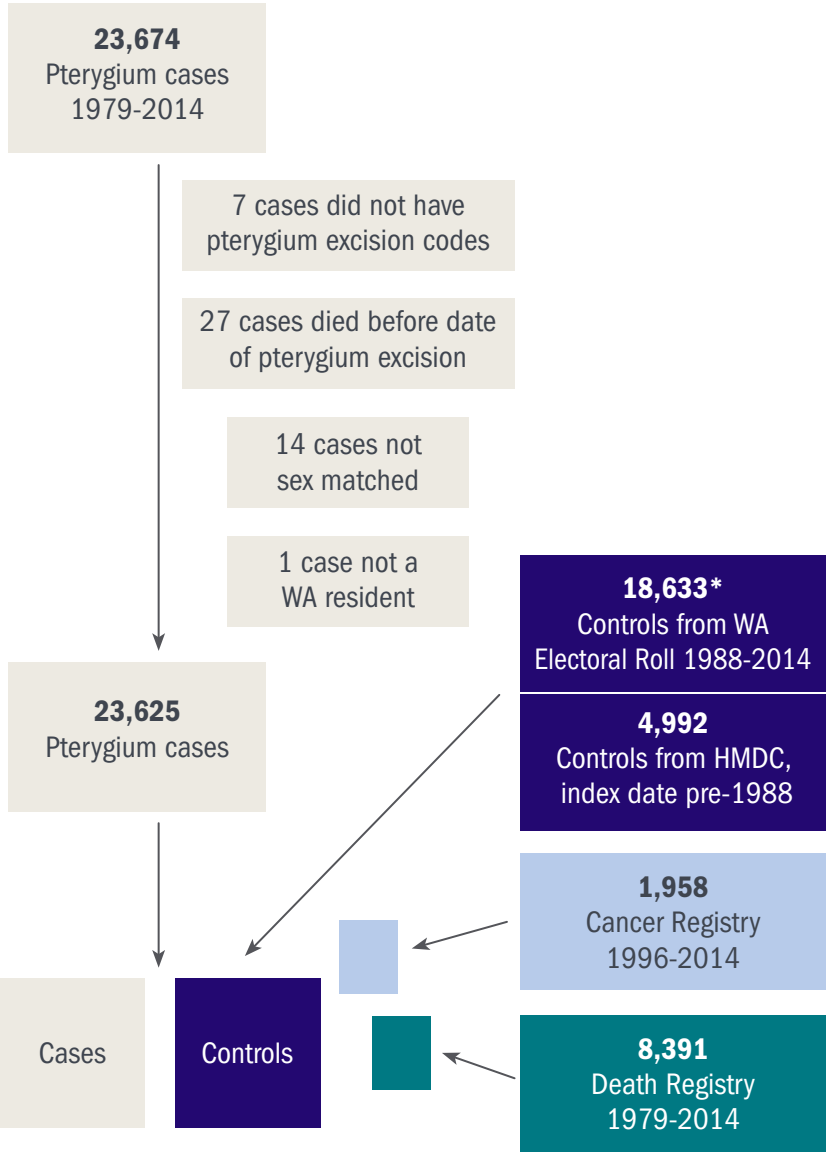 23,674
Pterygium cases
1979-2014
7 cases did not have
pterygium excision codes
27 cases died before date
of pterygium excision
14 cases not
sex matched
1 case not a
WA resident
18,633*
Controls from WA
Electoral Roll 1988-2014
23,625
Pterygium cases
4,992
Controls from HMDC,
index date pre-1988
1,958
Cancer Registry
1996-2014
Cases
Controls
8,391
Death Registry
1979-2014